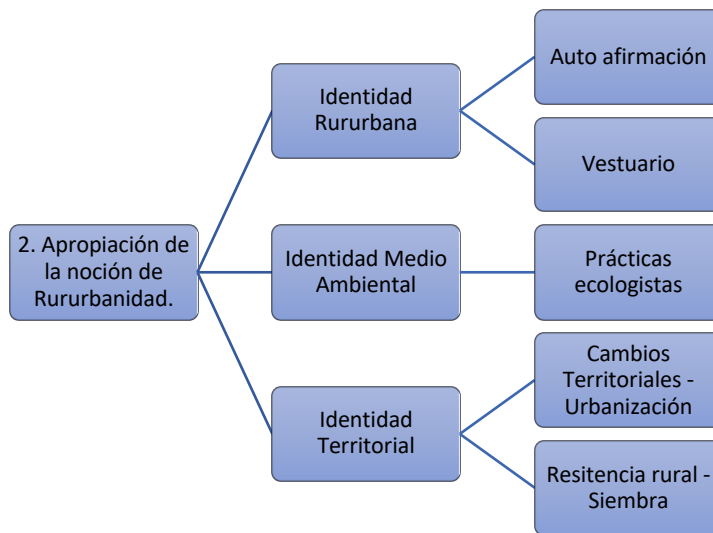 2. Apropiación de
la noción de
Rururbanidad.
Identidad
Rururbana
Auto afirmación
Vestuario
Identidad Medio
Ambiental
Prácticas
ecologistas
Identidad
Territorial
Cambios
Territoriales -
Urbanización
Resitencia rural -
Siembra